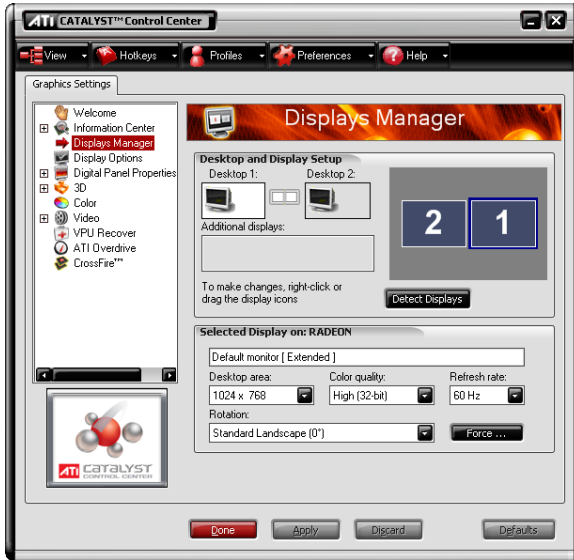 ATI CATALYST™ Control Center
View Hotkeys Profiles Preferences Help
Graphics Settings
Welcome
Information Center
Displays Manager
Display Options
Digital Panel Properties
3D
Color
Video
VPU Recover
ATI Overdrive
CrossFire™
ATI CATALYST
CONTROL CENTER
Displays Manager
Desktop and Display Setup
Desktop 1: Desktop 2:
Additional displays:
2 1
To make changes, right-click or
drag the display icons
Detect Displays
Selected Display on: RADEON
Default monitor [ Extended ]
Desktop area: Color quality: Refresh rate:
1024 x 768 High (32-bit) 60 Hz
Rotation:
Standard Landscape (0°) Force ...
Done Apply Discard Defaults